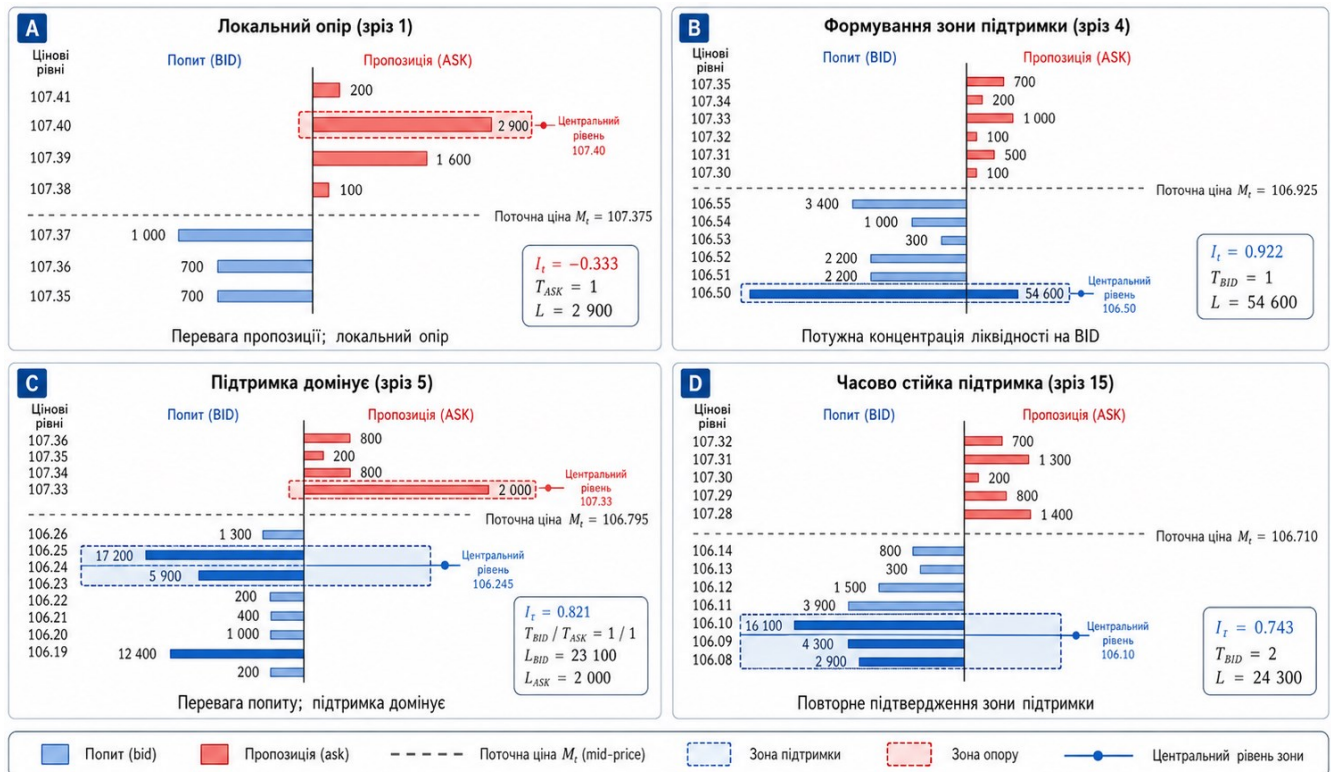 A
Локальний опір (зріз 1)
Цінові
рівні
Попит (BID)
Пропозиція (ASK)
107.41
200
107.40
2 900
Центральний
рівень
107.40
107.39
1 600
107.38
100
Поточна ціна Mt = 107.375
107.37
1 000
107.36
700
107.35
700
It = −0.333
TASK = 1
L = 2 900
Перевага пропозиції; локальний опір
B
Формування зони підтримки (зріз 4)
Цінові
рівні
Попит (BID)
Пропозиція (ASK)
107.35
700
107.34
200
107.33
1 000
107.32
100
107.31
500
107.30
100
Поточна ціна Mt = 106.925
106.55
3 400
106.54
1 000
106.53
300
106.52
2 200
106.51
2 200
106.50
54 600
Центральний
рівень
106.50
It = 0.922
TBID = 1
L = 54 600
Потужна концентрація ліквідності на BID
C
Підтримка домінує (зріз 5)
Цінові
рівні
Попит (BID)
Пропозиція (ASK)
107.36
800
107.35
200
107.34
800
107.33
2 000
Центральний
рівень
107.33
Поточна ціна Mt = 106.795
106.26
1 300
106.25
17 200
106.24
106.23
5 900
Центральний
рівень
106.245
106.22
200
106.21
400
106.20
1 000
106.19
12 400
200
It = 0.821
TBID / TASK = 1 / 1
LBID = 23 100
LASK = 2 000
Перевага попиту; підтримка домінує
D
Часово стійка підтримка (зріз 15)
Цінові
рівні
Попит (BID)
Пропозиція (ASK)
107.32
700
107.31
1 300
107.30
200
107.29
800
107.28
1 400
Поточна ціна Mt = 106.710
106.14
800
106.13
300
106.12
1 500
106.11
3 900
106.10
16 100
106.09
4 300
106.08
2 900
Центральний
рівень
106.10
It = 0.743
TBID = 2
L = 24 300
Повторне підтвердження зони підтримки
Попит (bid)
Пропозиція (ask)
Поточна ціна Mt (mid-price)
Зона підтримки
Зона опору
Центральний рівень зони